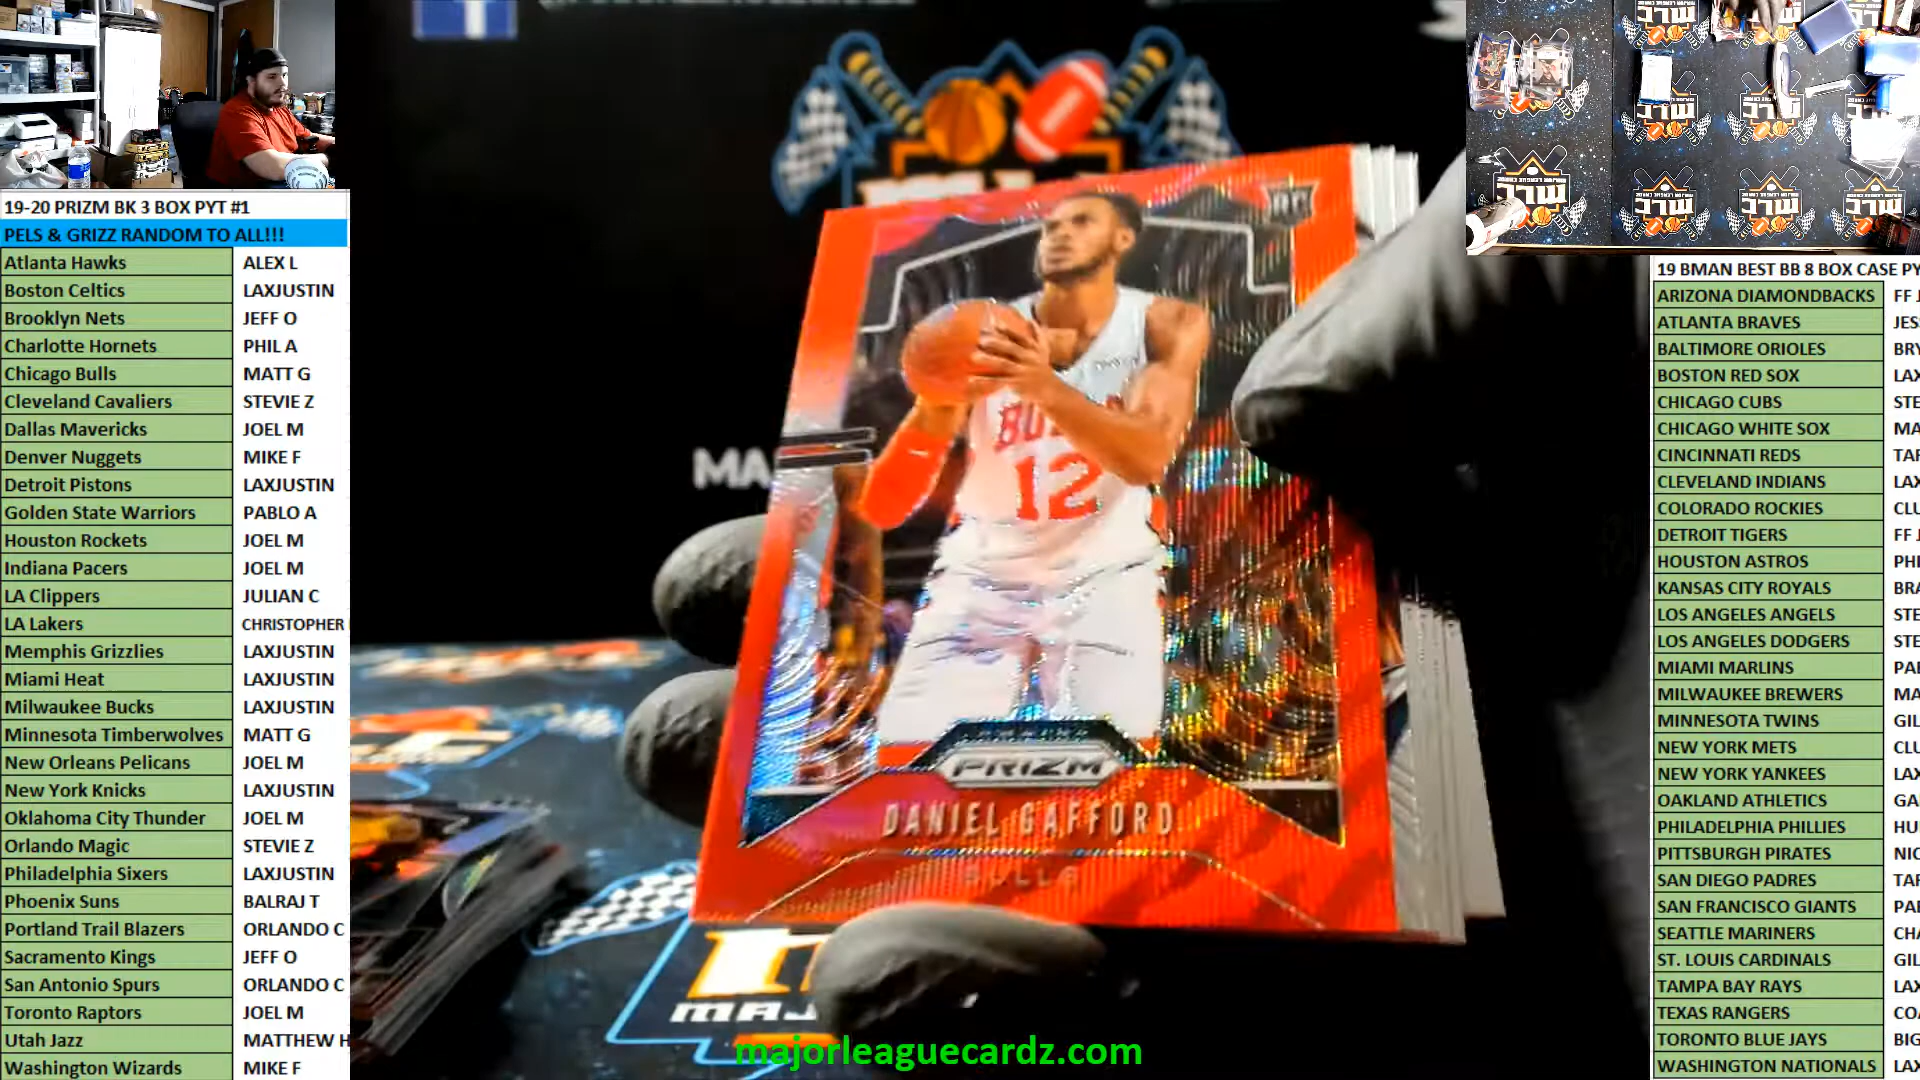 19-20 PRIZM BK 3 BOX PYT #1
PELS & GRIZZ RANDOM TO ALL!!!
Atlanta Hawks ALEX L
Boston Celtics LAXJUSTIN
Brooklyn Nets JEFF O
Charlotte Hornets PHIL A
Chicago Bulls MATT G
Cleveland Cavaliers STEVIE Z
Dallas Mavericks JOEL M
Denver Nuggets MIKE F
Detroit Pistons LAXJUSTIN
Golden State Warriors PABLO A
Houston Rockets JOEL M
Indiana Pacers JOEL M
LA Clippers JULIAN C
LA Lakers CHRISTOPHER
Memphis Grizzlies LAXJUSTIN
Miami Heat LAXJUSTIN
Milwaukee Bucks LAXJUSTIN
Minnesota Timberwolves MATT G
New Orleans Pelicans JOEL M
New York Knicks LAXJUSTIN
Oklahoma City Thunder JOEL M
Orlando Magic STEVIE Z
Philadelphia Sixers LAXJUSTIN
Phoenix Suns BALRAJ T
Portland Trail Blazers ORLANDO C
Sacramento Kings JEFF O
San Antonio Spurs ORLANDO C
Toronto Raptors JOEL M
Utah Jazz MATTHEW H
Washington Wizards MIKE F
RC
12
PRIZM
DANIEL GAFFORD
BULLS
MA
MAJ
majorleaguecardz.com
19 BMAN BEST BB 8 BOX CASE PY
ARIZONA DIAMONDBACKS FF J
ATLANTA BRAVES JES
BALTIMORE ORIOLES BRY
BOSTON RED SOX LAX
CHICAGO CUBS STE
CHICAGO WHITE SOX MA
CINCINNATI REDS TAR
CLEVELAND INDIANS LAX
COLORADO ROCKIES CLU
DETROIT TIGERS FF J
HOUSTON ASTROS PHI
KANSAS CITY ROYALS BRA
LOS ANGELES ANGELS STE
LOS ANGELES DODGERS STE
MIAMI MARLINS PAB
MILWAUKEE BREWERS MA
MINNESOTA TWINS GIL
NEW YORK METS CLU
NEW YORK YANKEES LAX
OAKLAND ATHLETICS GA
PHILADELPHIA PHILLIES HU
PITTSBURGH PIRATES NIC
SAN DIEGO PADRES TAR
SAN FRANCISCO GIANTS PAB
SEATTLE MARINERS CHA
ST. LOUIS CARDINALS GIL
TAMPA BAY RAYS LAX
TEXAS RANGERS COA
TORONTO BLUE JAYS BIG
WASHINGTON NATIONALS LAX